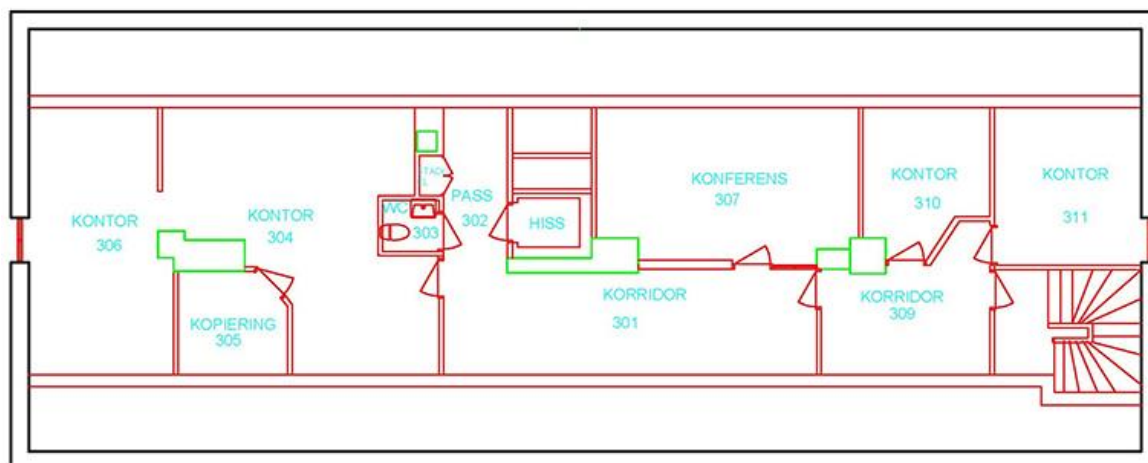 KONTOR
306
KONTOR
304
KOPIERING
305
WC
303
PASS
302
HISS
KORRIDOR
301
KONFERENS
307
KONTOR
310
KORRIDOR
309
KONTOR
311